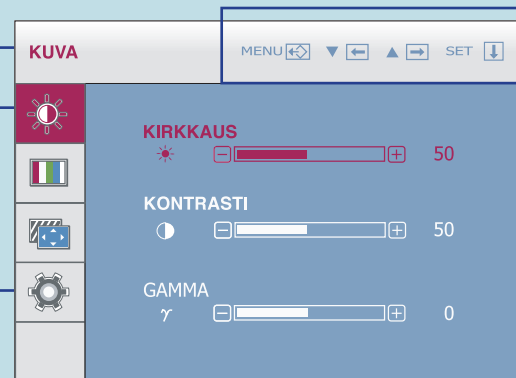 KUVA
MENU ▼ ▲ SET
KIRKKAUS
50
KONTRASTI
50
GAMMA
γ 0